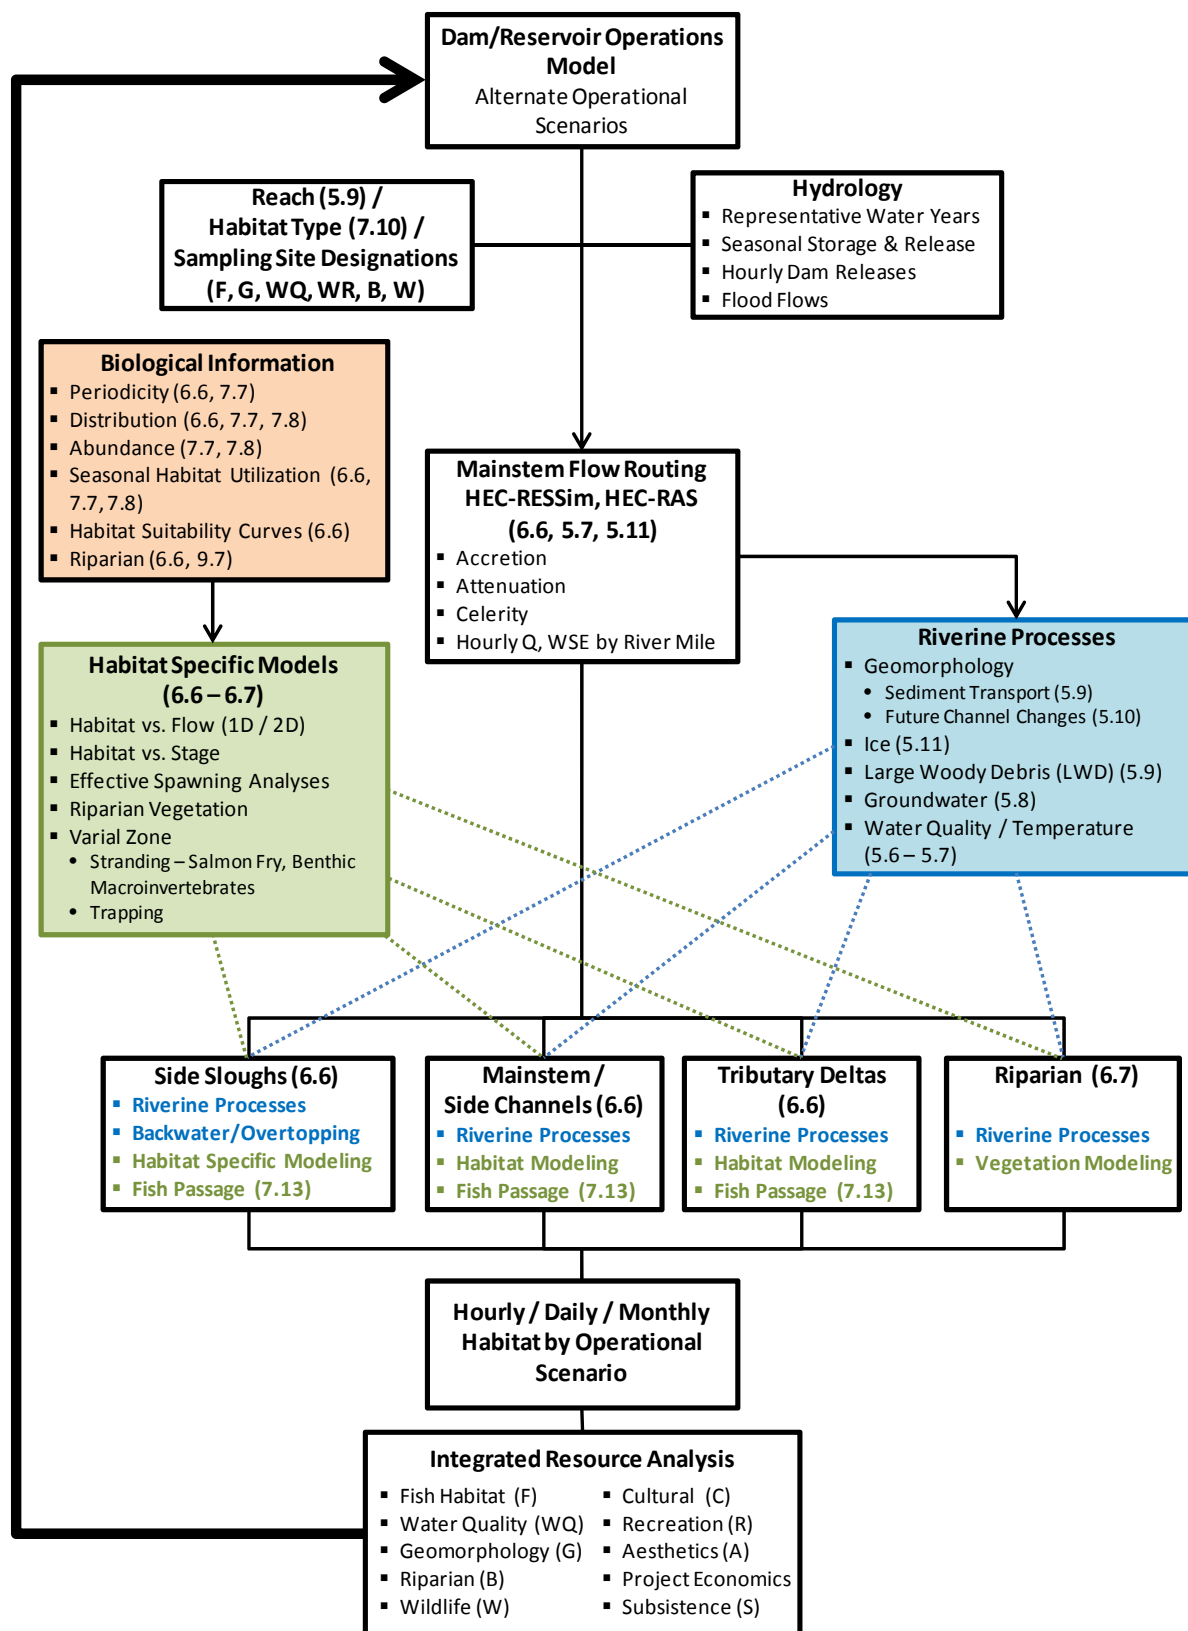 Dam/Reservoir Operations
Model
Alternate Operational
Scenarios
Reach (5.9) /
Habitat Type (7.10) /
Sampling Site Designations
(F, G, WQ, WR, B, W)
Hydrology
▪ Representative Water Years
▪ Seasonal Storage & Release
▪ Hourly Dam Releases
▪ Flood Flows
Biological Information
▪ Periodicity (6.6, 7.7)
▪ Distribution (6.6, 7.7, 7.8)
▪ Abundance (7.7, 7.8)
▪ Seasonal Habitat Utilization (6.6,
7.7, 7.8)
▪ Habitat Suitability Curves (6.6)
▪ Riparian (6.6, 9.7)
Mainstem Flow Routing
HEC-RESSim, HEC-RAS
(6.6, 5.7, 5.11)
▪ Accretion
▪ Attenuation
▪ Celerity
▪ Hourly Q, WSE by River Mile
Habitat Specific Models
(6.6 – 6.7)
▪ Habitat vs. Flow (1D / 2D)
▪ Habitat vs. Stage
▪ Effective Spawning Analyses
▪ Riparian Vegetation
▪ Varial Zone
• Stranding – Salmon Fry, Benthic
Macroinvertebrates
• Trapping
Riverine Processes
▪ Geomorphology
• Sediment Transport (5.9)
• Future Channel Changes (5.10)
▪ Ice (5.11)
▪ Large Woody Debris (LWD) (5.9)
▪ Groundwater (5.8)
▪ Water Quality / Temperature
(5.6 – 5.7)
Side Sloughs (6.6)
▪ Riverine Processes
▪ Backwater/Overtopping
▪ Habitat Specific Modeling
▪ Fish Passage (7.13)
Mainstem /
Side Channels (6.6)
▪ Riverine Processes
▪ Habitat Modeling
▪ Fish Passage (7.13)
Tributary Deltas
(6.6)
▪ Riverine Processes
▪ Habitat Modeling
▪ Fish Passage (7.13)
Riparian (6.7)
▪ Riverine Processes
▪ Vegetation Modeling
Hourly / Daily / Monthly
Habitat by Operational
Scenario
Integrated Resource Analysis
▪ Fish Habitat (F)
▪ Water Quality (WQ)
▪ Geomorphology (G)
▪ Riparian (B)
▪ Wildlife (W)
▪ Cultural (C)
▪ Recreation (R)
▪ Aesthetics (A)
▪ Project Economics
▪ Subsistence (S)